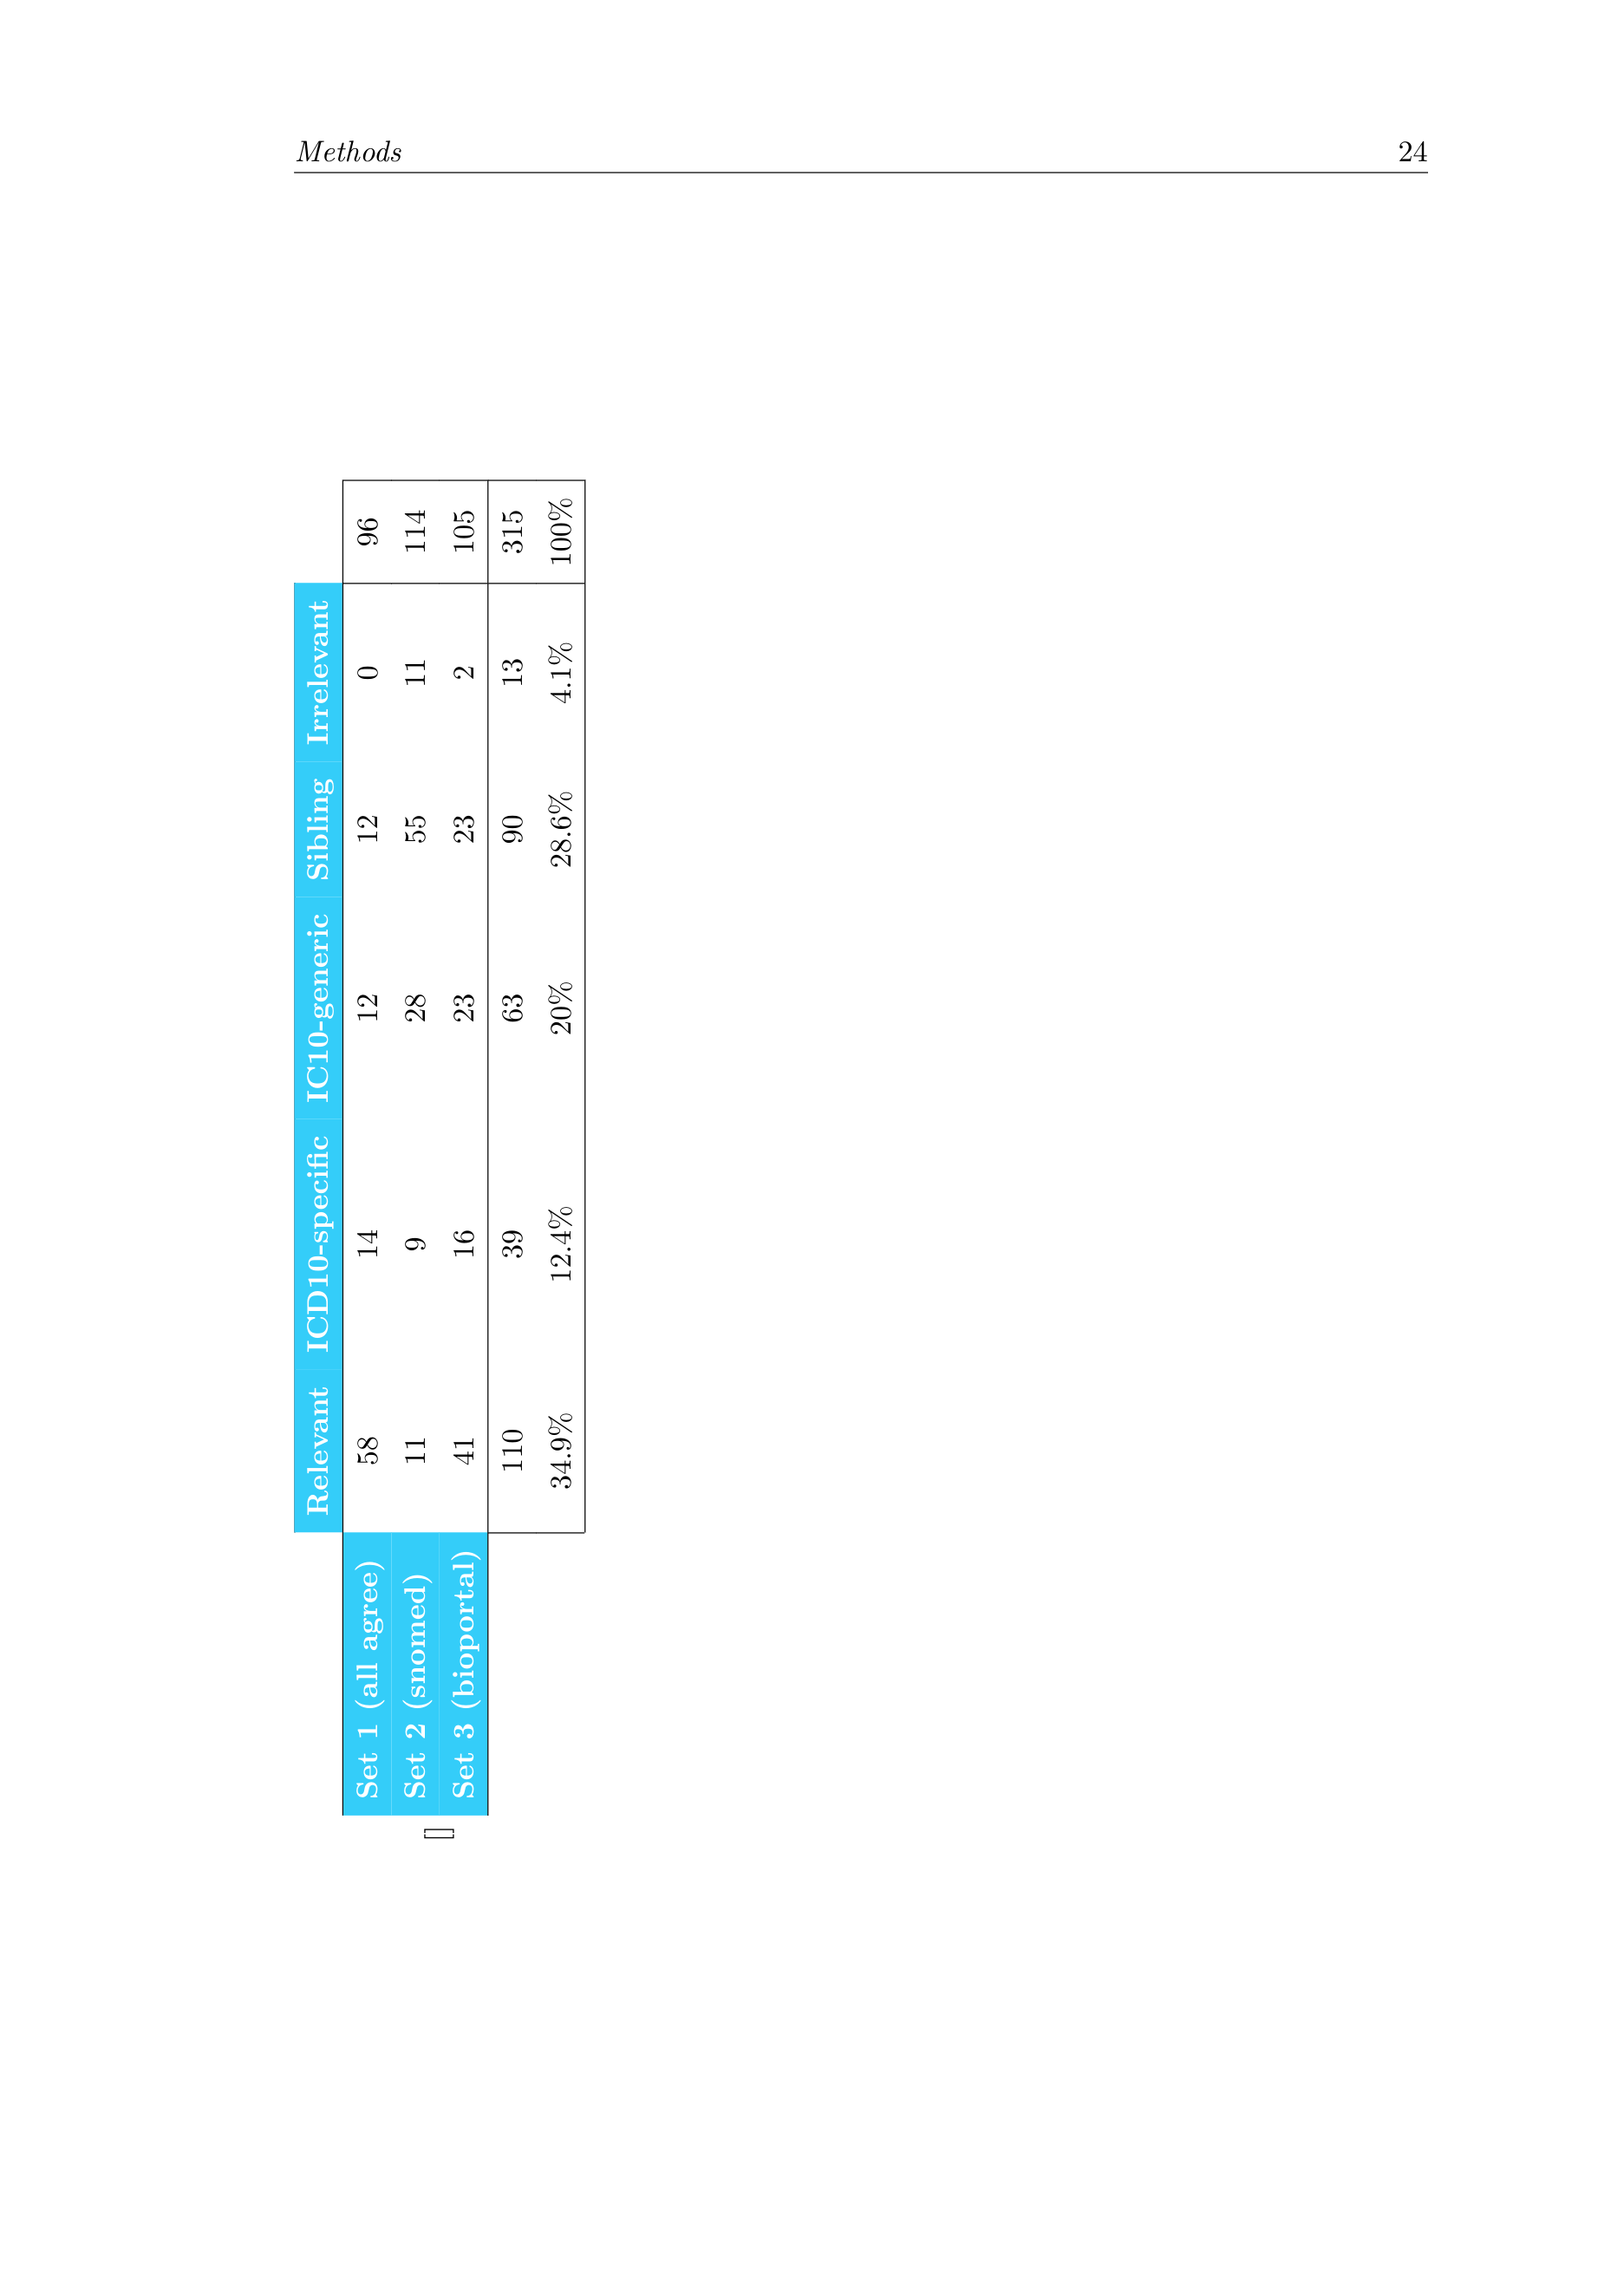 Methods 24
Relevant ICD10-specific IC10-generic Sibling Irrelevant
Set 1 (all agree) 58 14 12 12 0 96
Set 2 (snomed) 11 9 28 55 11 114
Set 3 (bioportal) 41 16 23 23 2 105
110 39 63 90 13 315
34.9% 12.4% 20% 28.6% 4.1% 100%
[]